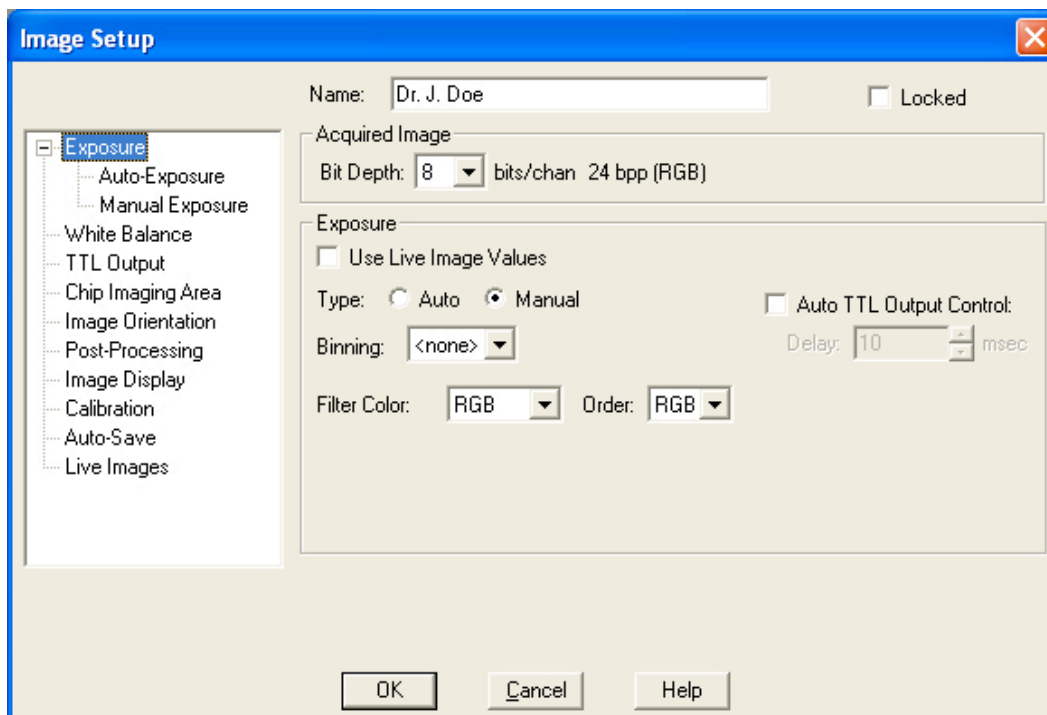 Image Setup
Name: Dr. J. Doe Locked
Exposure
Auto-Exposure
Manual Exposure
White Balance
TTL Output
Chip Imaging Area
Image Orientation
Post-Processing
Image Display
Calibration
Auto-Save
Live Images
Acquired Image
Bit Depth: 8 bits/chan 24 bpp (RGB)
Exposure
Use Live Image Values
Type: Auto Manual
Auto TTL Output Control:
Binning: <none>
Delay: 10 msec
Filter Color: RGB Order: RGB
OK Cancel Help